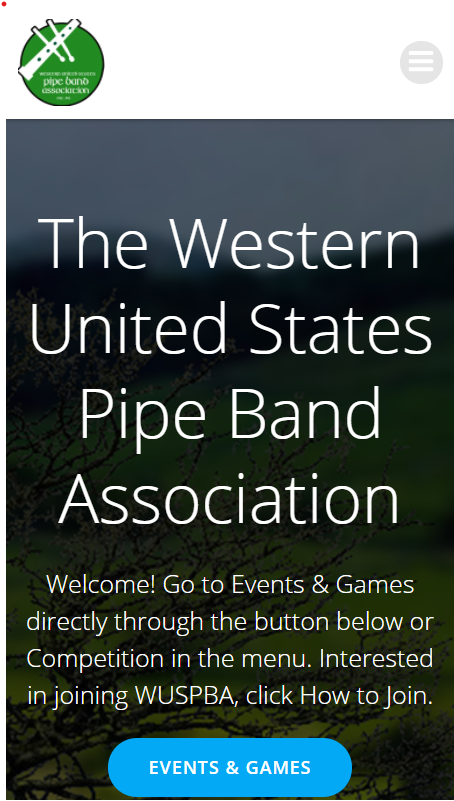 WESTERN UNITED STATES
pipe band
association
The Western
United States
Pipe Band
Association
Welcome! Go to Events & Games
directly through the button below or
Competition in the menu. Interested
in joining WUSPBA, click How to Join.
EVENTS & GAMES